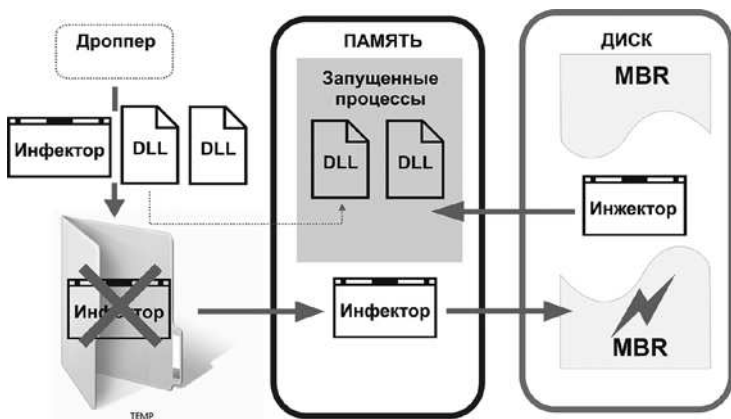 Дроппер
Инфектор
DLL
DLL
Инфектор
TEMP
ПАМЯТЬ
Запущенные
процессы
DLL
DLL
Инфектор
ДИСК
MBR
Инжектор
MBR